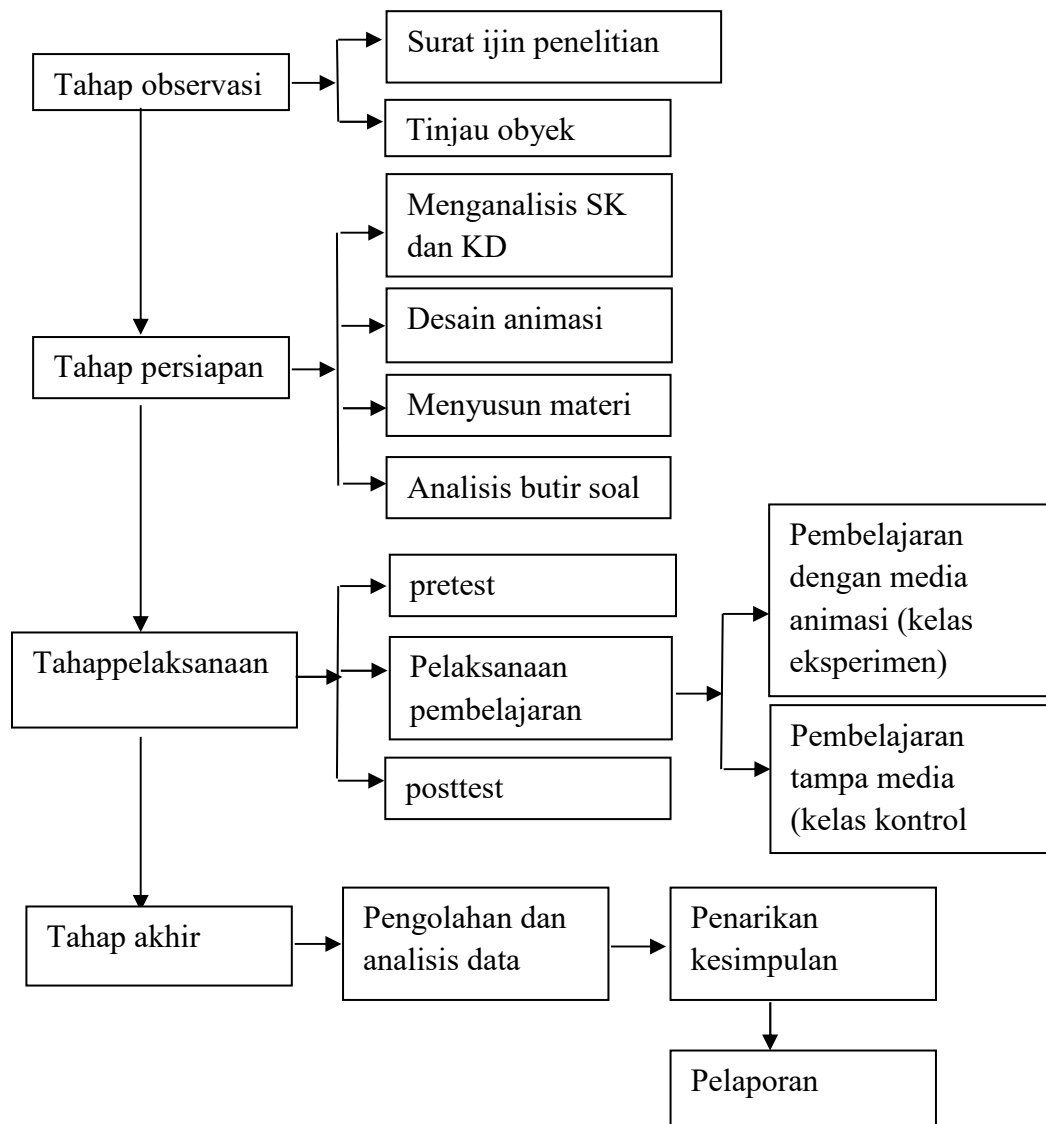 Surat ijin penelitian
Tahap observasi
Tinjau obyek
Menganalisis SK
dan KD
Desain animasi
Tahap persiapan
Menyusun materi
Analisis butir soal
Pembelajaran
dengan media
animasi (kelas
eksperimen)
pretest
Tahappelaksanaan
Pelaksanaan
pembelajaran
Pembelajaran
tampa media
(kelas kontrol
posttest
Tahap akhir
Pengolahan dan
analisis data
Penarikan
kesimpulan
Pelaporan